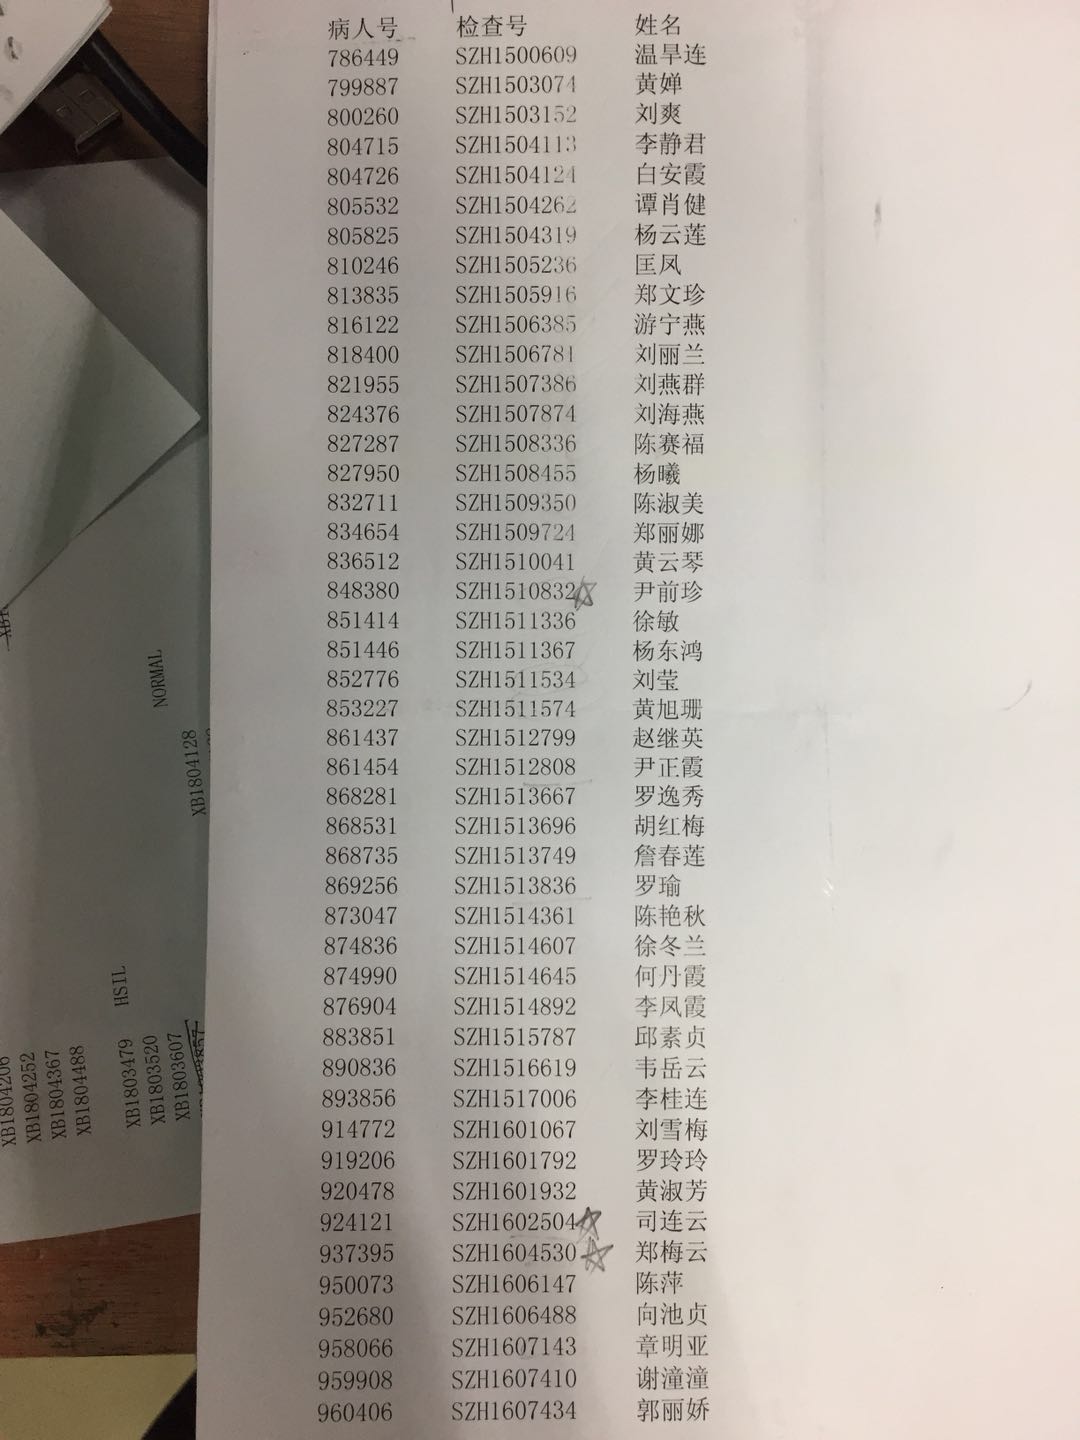 病人号 检查号 姓名
786449 SZH1500609 温旱连
799887 SZH1503074 黄婵
800260 SZH1503152 刘爽
804715 SZH1504113 李静君
804726 SZH1504124 白安霞
805532 SZH1504262 谭肖健
805825 SZH1504319 杨云莲
810246 SZH1505236 匡凤
813835 SZH1505916 郑文珍
816122 SZH1506385 游宁燕
818400 SZH1506781 刘丽兰
821955 SZH1507386 刘燕群
824376 SZH1507874 刘海燕
827287 SZH1508336 陈赛福
827950 SZH1508455 杨曦
832711 SZH1509350 陈淑美
834654 SZH1509724 郑丽娜
836512 SZH1510041 黄云琴
848380 SZH1510832 尹前珍
851414 SZH1511336 徐敏
851446 SZH1511367 杨东鸿
852776 SZH1511534 刘莹
853227 SZH1511574 黄旭珊
861437 SZH1512799 赵继英
861454 SZH1512808 尹正霞
868281 SZH1513667 罗逸秀
868531 SZH1513696 胡红梅
868735 SZH1513749 詹春莲
869256 SZH1513836 罗瑜
873047 SZH1514361 陈艳秋
874836 SZH1514607 徐冬兰
874990 SZH1514645 何丹霞
876904 SZH1514892 李凤霞
883851 SZH1515787 邱素贞
890836 SZH1516619 韦岳云
893856 SZH1517006 李桂连
914772 SZH1601067 刘雪梅
919206 SZH1601792 罗玲玲
920478 SZH1601932 黄淑芳
924121 SZH1602504 司连云
937395 SZH1604530 郑梅云
950073 SZH1606147 陈萍
952680 SZH1606488 向池贞
958066 SZH1607143 章明亚
959908 SZH1607410 谢潼潼
960406 SZH1607434 郭丽娇
NORMAL
XB1804128
HSIL
XB1804206
XB1804252
XB1804367
XB1804488
XB1803479
XB1803520
XB1803607